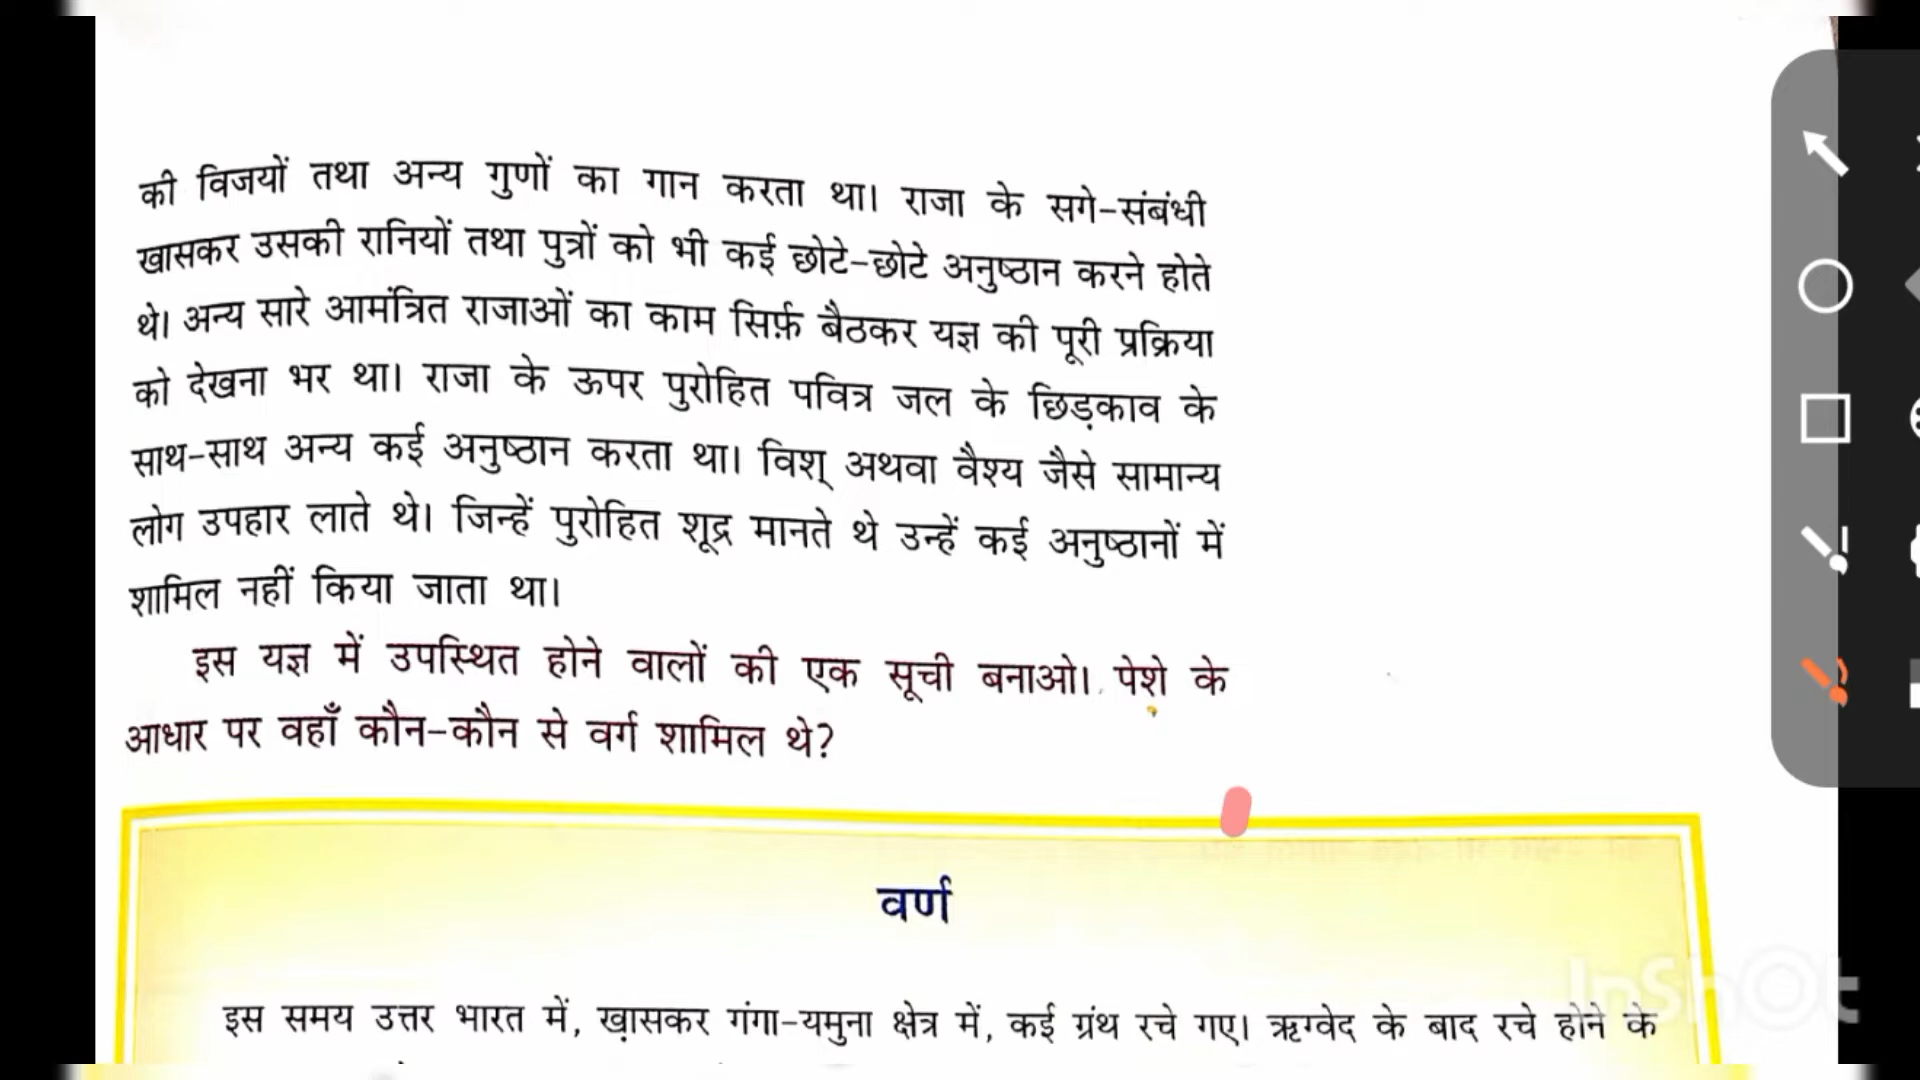 की विजयों तथा अन्य गुणों का गान करता था। राजा के सगे-संबंधी
खासकर उसकी रानियों तथा पुत्रों को भी कई छोटे-छोटे अनुष्ठान करने होते
थे। अन्य सारे आमंत्रित राजाओं का काम सिर्फ़ बैठकर यज्ञ की पूरी प्रक्रिया
को देखना भर था। राजा के ऊपर पुरोहित पवित्र जल के छिड़काव के
साथ-साथ अन्य कई अनुष्ठान करता था। विश् अथवा वैश्य जैसे सामान्य
लोग उपहार लाते थे। जिन्हें पुरोहित शूद्र मानते थे उन्हें कई अनुष्ठानों में
शामिल नहीं किया जाता था।
इस यज्ञ में उपस्थित होने वालों की एक सूची बनाओ। पेशे के
आधार पर वहाँ कौन-कौन से वर्ग शामिल थे?
वर्ण
इस समय उत्तर भारत में, ख़ासकर गंगा-यमुना क्षेत्र में, कई ग्रंथ रचे गए। ऋग्वेद के बाद रचे होने के
InShOt